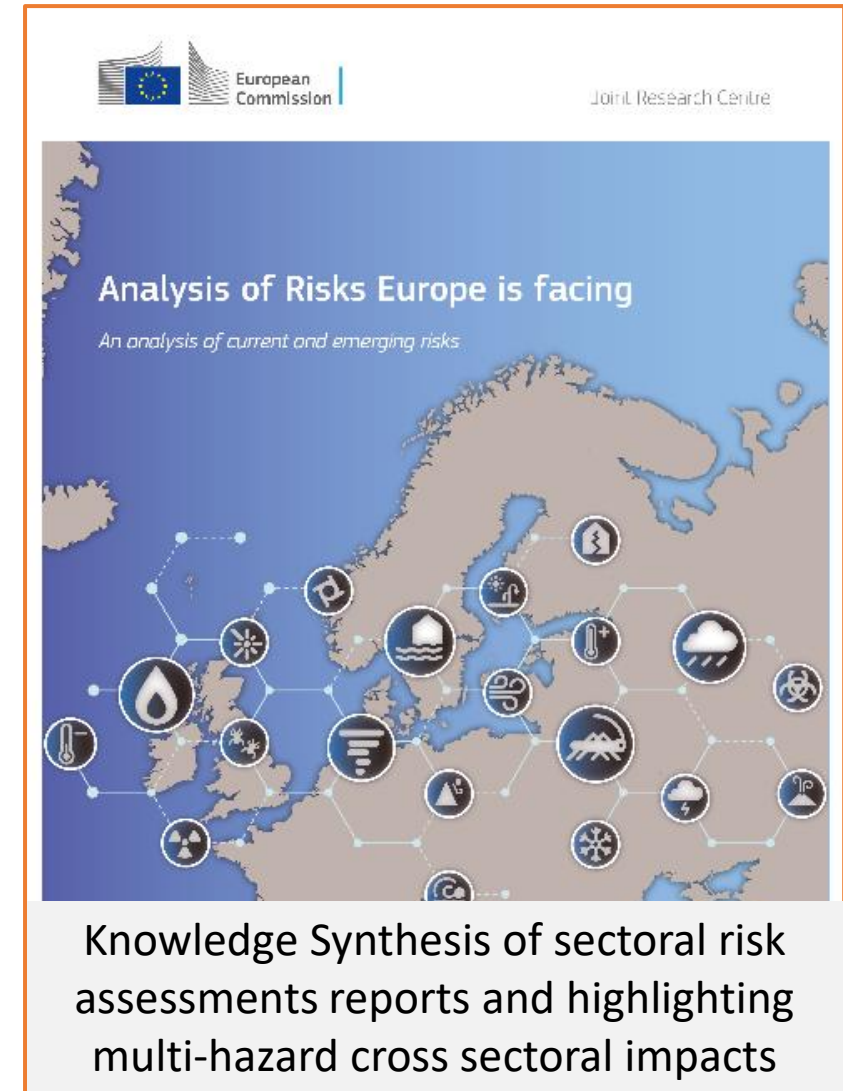 European
Commission
Joint Research Centre
Analysis of Risks Europe is facing
An analysis of current and emerging risks
Knowledge Synthesis of sectoral risk
assessments reports and highlighting
multi-hazard cross sectoral impacts